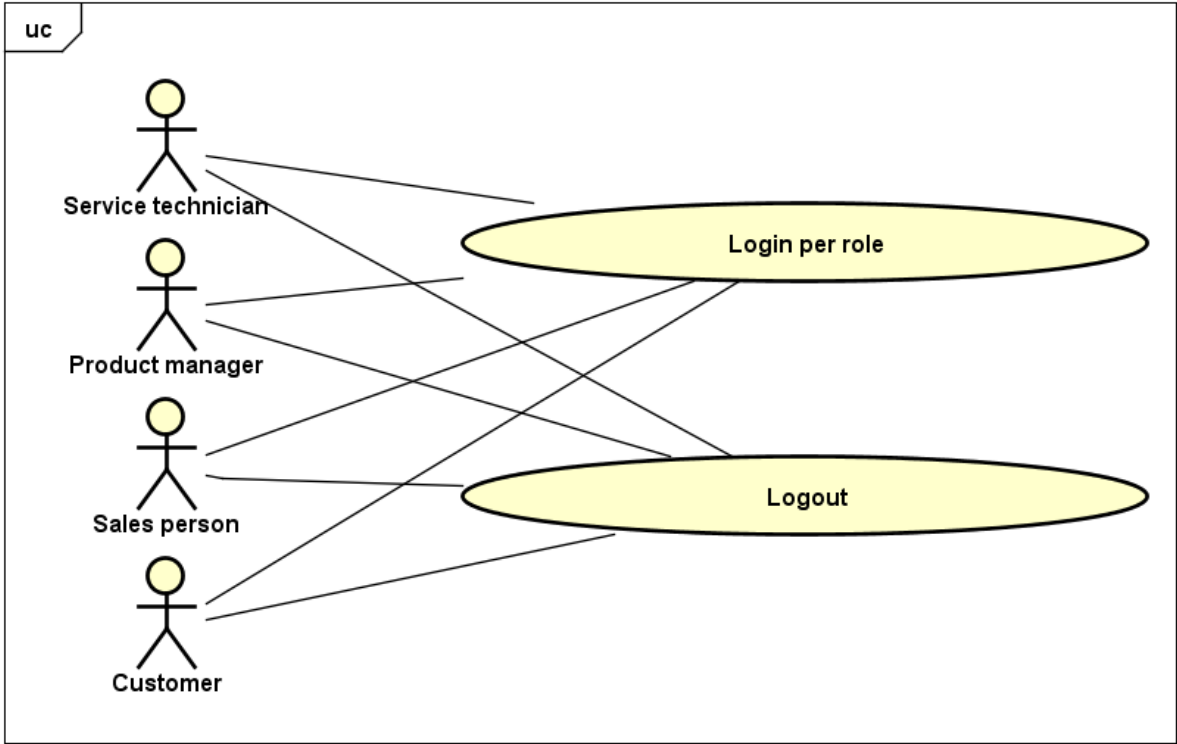 uc
Service technician
Login per role
Product manager
Sales person
Logout
Customer